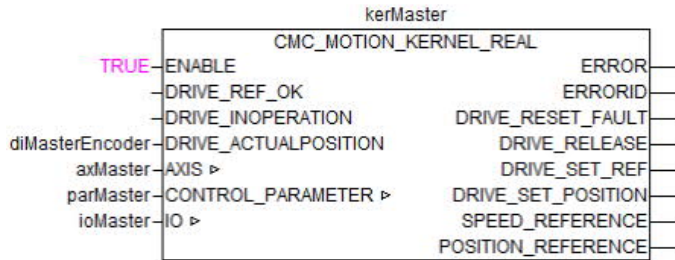 kerMaster
CMC_MOTION_KERNEL_REAL
TRUE ENABLE ERROR
DRIVE_REF_OK ERRORID
DRIVE_INOPERATION DRIVE_RESET_FAULT
diMasterEncoder DRIVE_ACTUALPOSITION DRIVE_RELEASE
axMaster AXIS DRIVE_SET_REF
parMaster CONTROL_PARAMETER DRIVE_SET_POSITION
ioMaster IO SPEED_REFERENCE
POSITION_REFERENCE